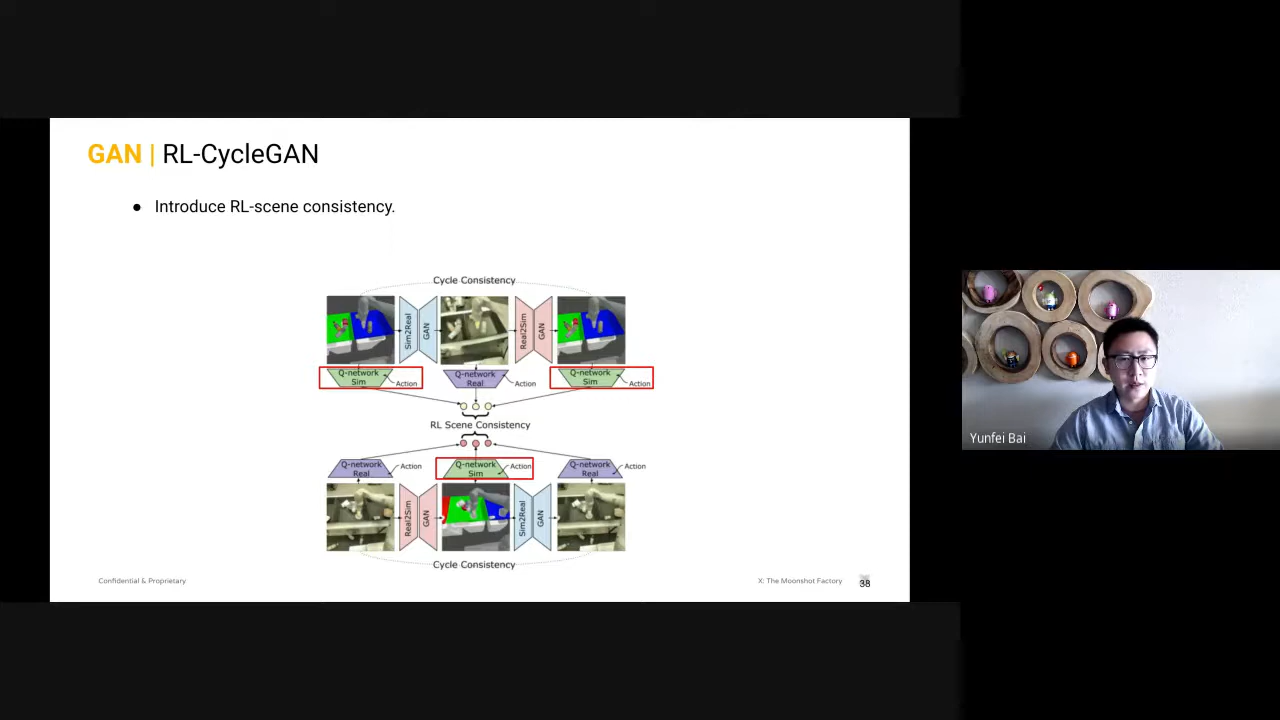 GAN | RL-CycleGAN
● Introduce RL-scene consistency.
Cycle Consistency
Sim2Real
GAN
Real2Sim
GAN
Q-network
Sim
Action
Q-network
Real
Action
Q-network
Sim
Action
RL Scene Consistency
Q-network
Real
Action
Q-network
Sim
Action
Q-network
Real
Action
Real2Sim
GAN
Sim2Real
GAN
Cycle Consistency
Confidential & Proprietary
X: The Moonshot Factory
38
Yunfei Bai